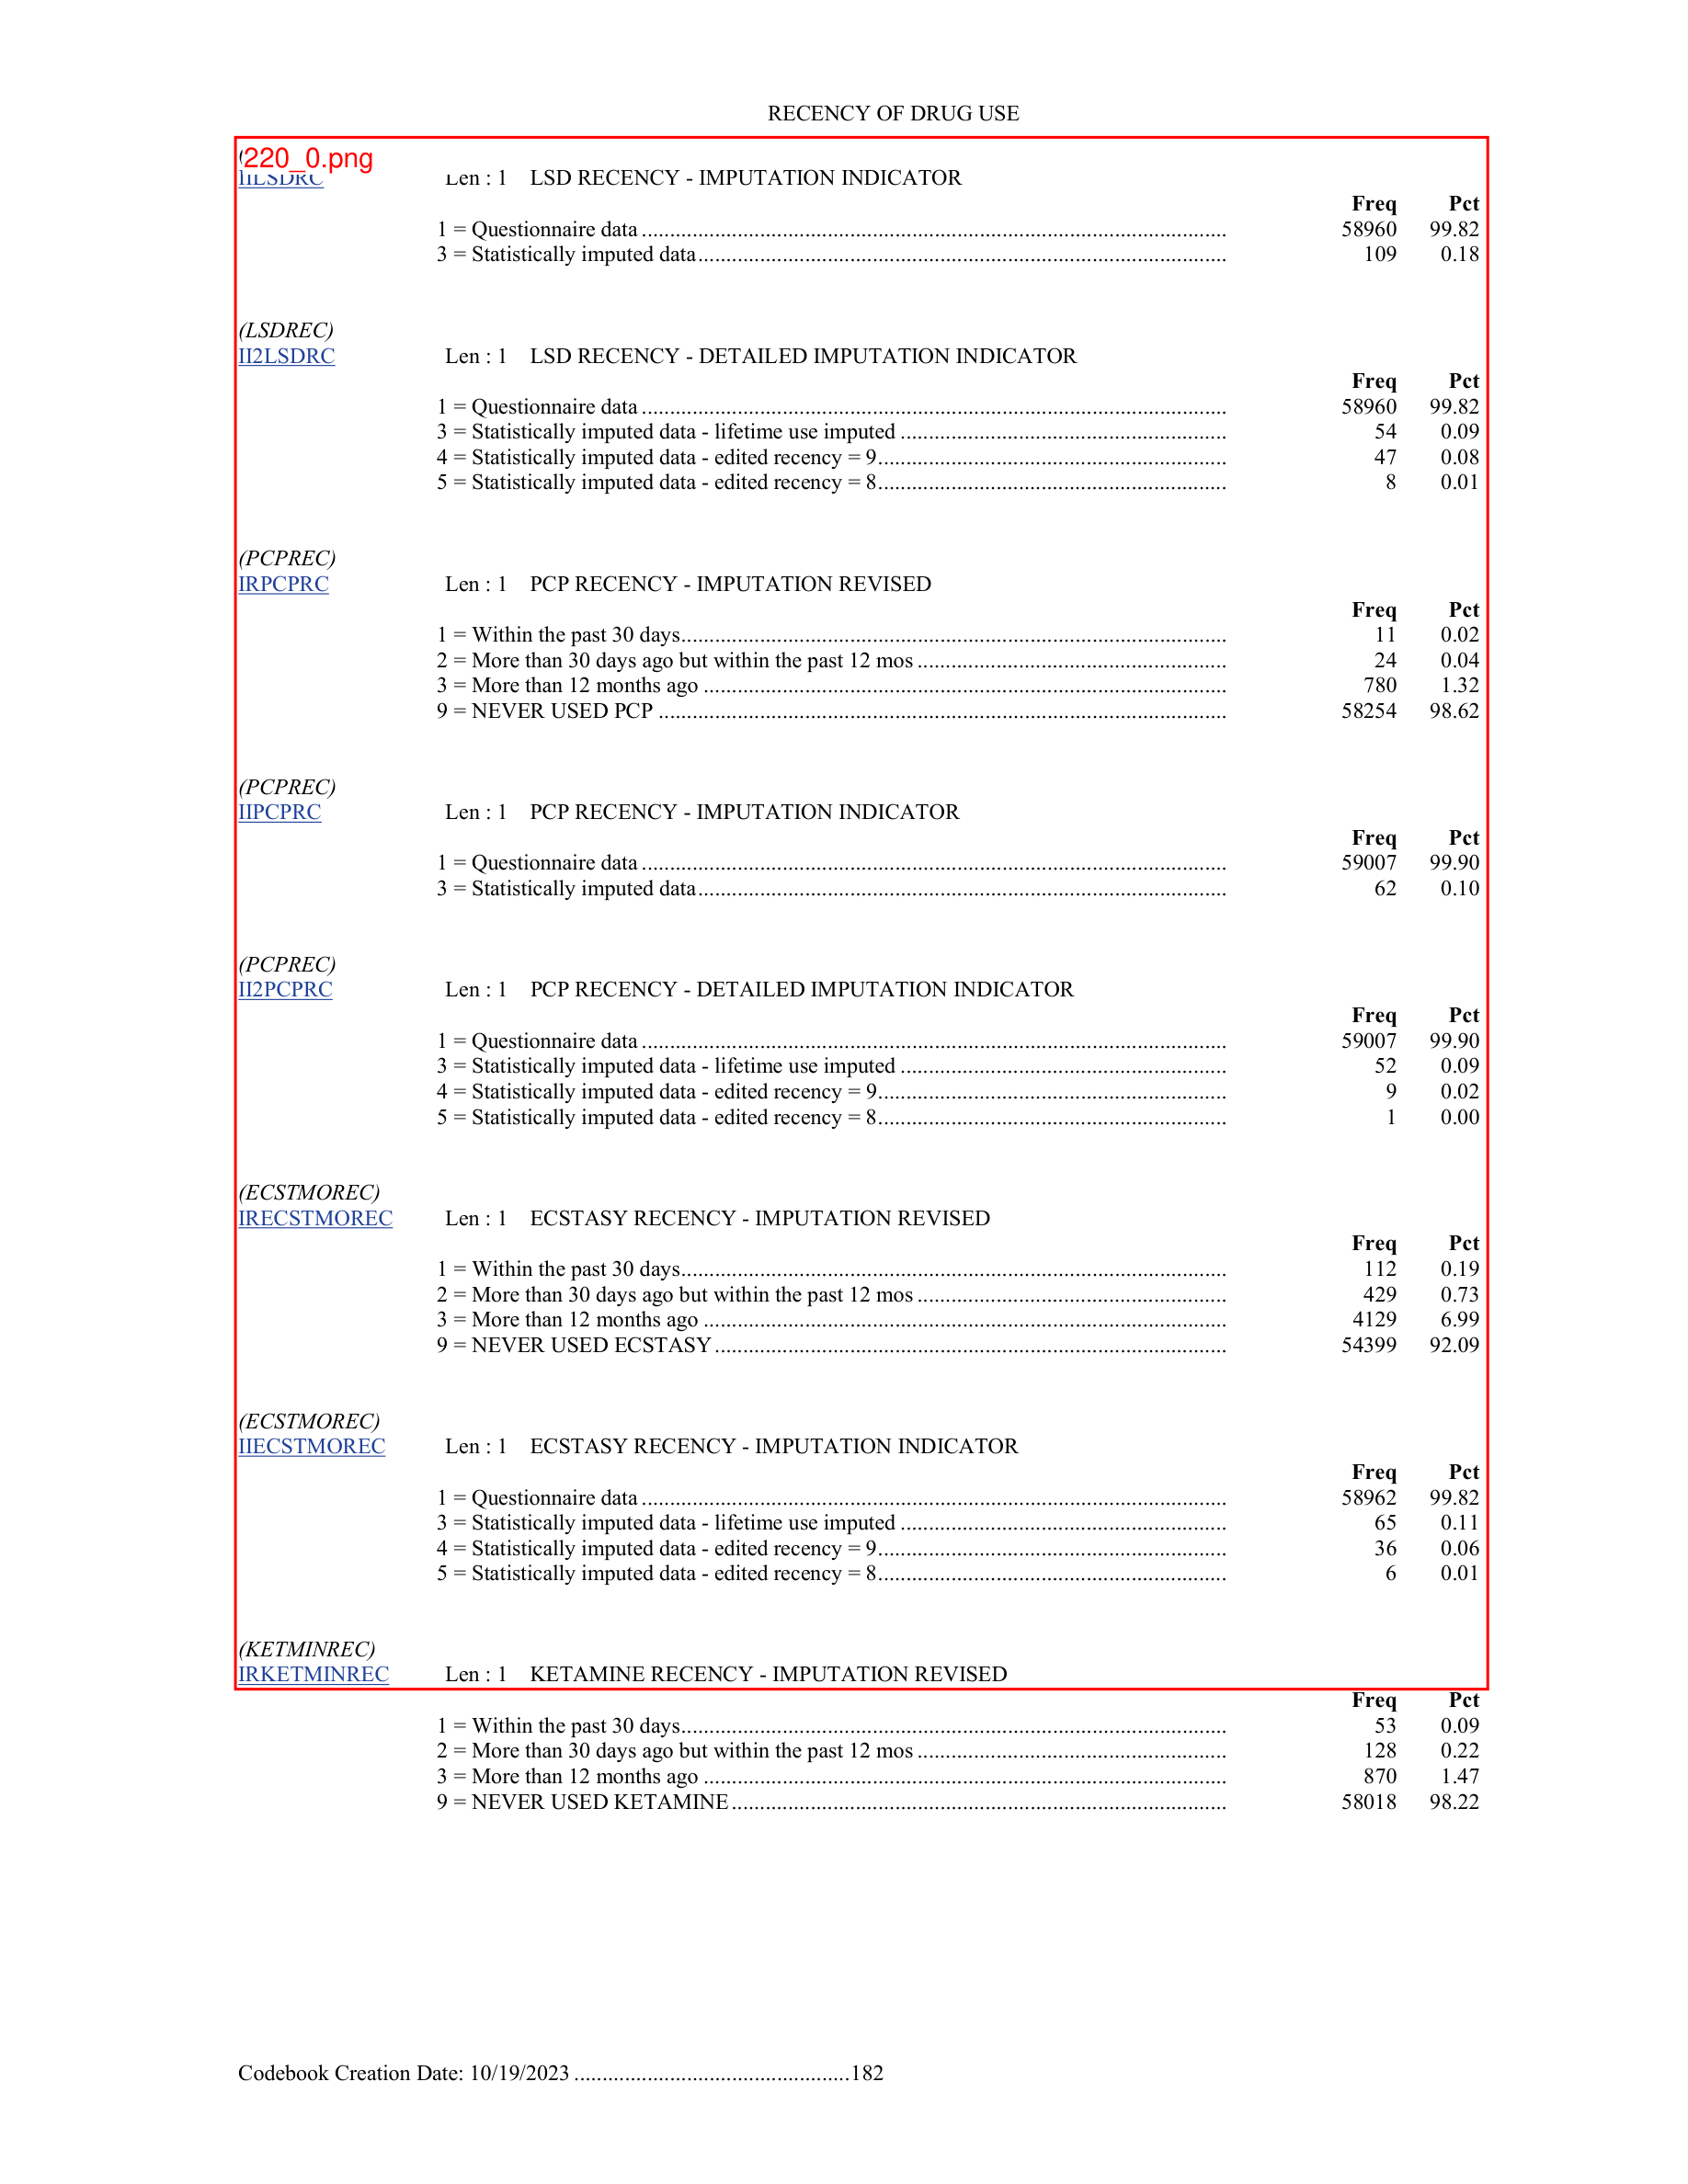 RECENCY OF DRUG USE
220_0.png
IILSDRC Len : 1 LSD RECENCY - IMPUTATION INDICATOR
Freq Pct
1 = Questionnaire data ........................................ 58960 99.82
3 = Statistically imputed data ........................................ 109 0.18
(LSDREC)
II2LSDRC Len : 1 LSD RECENCY - DETAILED IMPUTATION INDICATOR
Freq Pct
1 = Questionnaire data ........................................ 58960 99.82
3 = Statistically imputed data - lifetime use imputed ........................................ 54 0.09
4 = Statistically imputed data - edited recency = 9 ........................................ 47 0.08
5 = Statistically imputed data - edited recency = 8 ........................................ 8 0.01
(PCPREC)
IRPCPRC Len : 1 PCP RECENCY - IMPUTATION REVISED
Freq Pct
1 = Within the past 30 days ........................................ 11 0.02
2 = More than 30 days ago but within the past 12 mos ........................................ 24 0.04
3 = More than 12 months ago ........................................ 780 1.32
9 = NEVER USED PCP ........................................ 58254 98.62
(PCPREC)
IIPCPRC Len : 1 PCP RECENCY - IMPUTATION INDICATOR
Freq Pct
1 = Questionnaire data ........................................ 59007 99.90
3 = Statistically imputed data ........................................ 62 0.10
(PCPREC)
II2PCPRC Len : 1 PCP RECENCY - DETAILED IMPUTATION INDICATOR
Freq Pct
1 = Questionnaire data ........................................ 59007 99.90
3 = Statistically imputed data - lifetime use imputed ........................................ 52 0.09
4 = Statistically imputed data - edited recency = 9 ........................................ 9 0.02
5 = Statistically imputed data - edited recency = 8 ........................................ 1 0.00
(ECSTMOREC)
IRECSTMOREC Len : 1 ECSTASY RECENCY - IMPUTATION REVISED
Freq Pct
1 = Within the past 30 days ........................................ 112 0.19
2 = More than 30 days ago but within the past 12 mos ........................................ 429 0.73
3 = More than 12 months ago ........................................ 4129 6.99
9 = NEVER USED ECSTASY ........................................ 54399 92.09
(ECSTMOREC)
IIECSTMOREC Len : 1 ECSTASY RECENCY - IMPUTATION INDICATOR
Freq Pct
1 = Questionnaire data ........................................ 58962 99.82
3 = Statistically imputed data - lifetime use imputed ........................................ 65 0.11
4 = Statistically imputed data - edited recency = 9 ........................................ 36 0.06
5 = Statistically imputed data - edited recency = 8 ........................................ 6 0.01
(KETMINREC)
IRKETMINREC Len : 1 KETAMINE RECENCY - IMPUTATION REVISED
Freq Pct
1 = Within the past 30 days ........................................ 53 0.09
2 = More than 30 days ago but within the past 12 mos ........................................ 128 0.22
3 = More than 12 months ago ........................................ 870 1.47
9 = NEVER USED KETAMINE ........................................ 58018 98.22
Codebook Creation Date: 10/19/2023 ........................................182